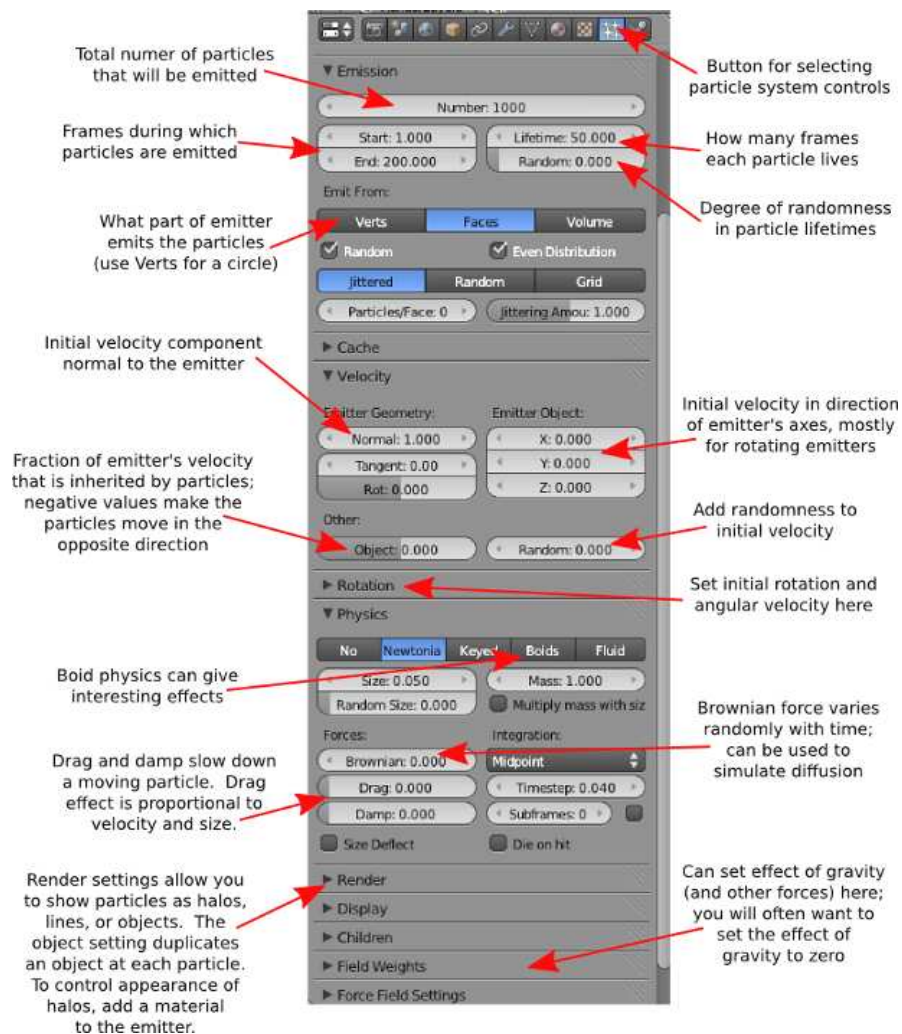 Total numer of particles
that will be emitted
Button for selecting
particle system controls
Emission
Number: 1000
Frames during which
particles are emitted
Start: 1.000
End: 200.000
Lifetime: 50.000
Random: 0.000
How many frames
each particle lives
Emit From:
Degree of randomness
in particle lifetimes
What part of emitter
emits the particles
(use Verts for a circle)
Verts Faces Volume
Random Even Distribution
Jittered Random Grid
Particles/Face: 0 Jittering Amou: 1.000
Initial velocity component
normal to the emitter
Cache
Velocity
Emitter Geometry: Emitter Object:
Normal: 1.000
Tangent: 0.00
Rot: 0.000
X: 0.000
Y: 0.000
Z: 0.000
Initial velocity in direction
of emitter's axes, mostly
for rotating emitters
Fraction of emitter's velocity
that is inherited by particles;
negative values make the
particles move in the
opposite direction
Other:
Object: 0.000 Random: 0.000
Add randomness to
initial velocity
Rotation
Set initial rotation and
angular velocity here
Physics
No Newtonia Keyed Boids Fluid
Boid physics can give
interesting effects
Size: 0.050 Mass: 1.000
Random Size: 0.000 Multiply mass with siz
Forces: Integration:
Brownian: 0.000 Midpoint
Drag: 0.000 Timestep: 0.040
Damp: 0.000 Subframes: 0
Brownian force varies
randomly with time;
can be used to
simulate diffusion
Drag and damp slow down
a moving particle. Drag
effect is proportional to
velocity and size.
Size Deflect Die on hit
Render
Display
Children
Field Weights
Force Field Settings
Render settings allow you
to show particles as halos,
lines, or objects. The
object setting duplicates
an object at each particle.
To control appearance of
halos, add a material
to the emitter.
Can set effect of gravity
(and other forces) here;
you will often want to
set the effect of
gravity to zero